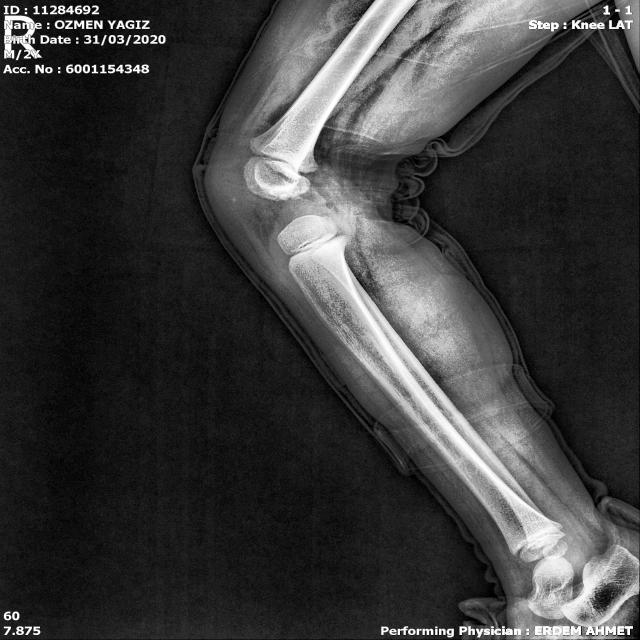 ID : 11284692
Name : OZMEN YAGIZ
Birth Date : 31/03/2020
M/2Y
Acc. No : 6001154348
R
1 - 1
Step : Knee LAT
60
7.875
Performing Physician : ERDEM AHMET